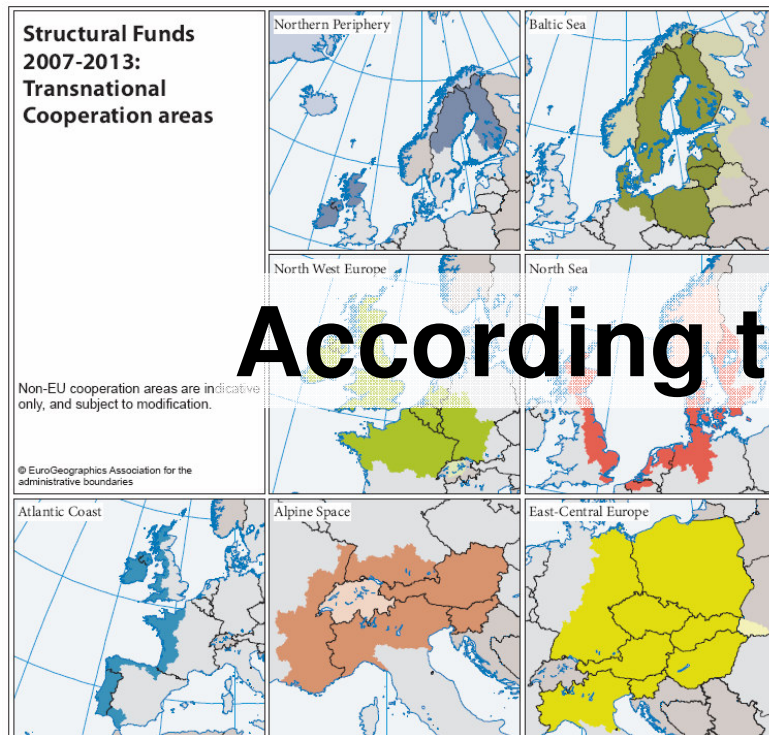 Structural Funds
2007-2013:
Transnational
Cooperation areas
Northern Periphery
Baltic Sea
North West Europe
North Sea
According t
Non-EU cooperation areas are indicative
only, and subject to modification.
© EuroGeographics Association for the
administrative boundaries
Atlantic Coast
Alpine Space
East-Central Europe